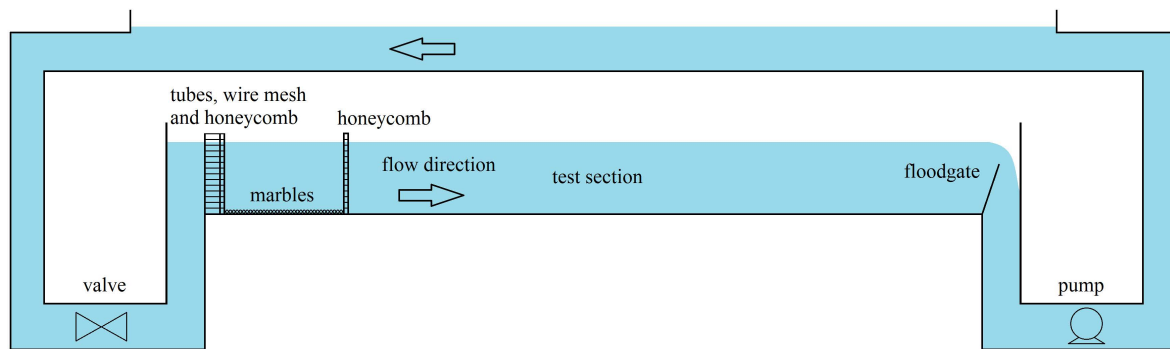 tubes, wire mesh
and honeycomb
honeycomb
flow direction
test section
floodgate
marbles
valve
pump